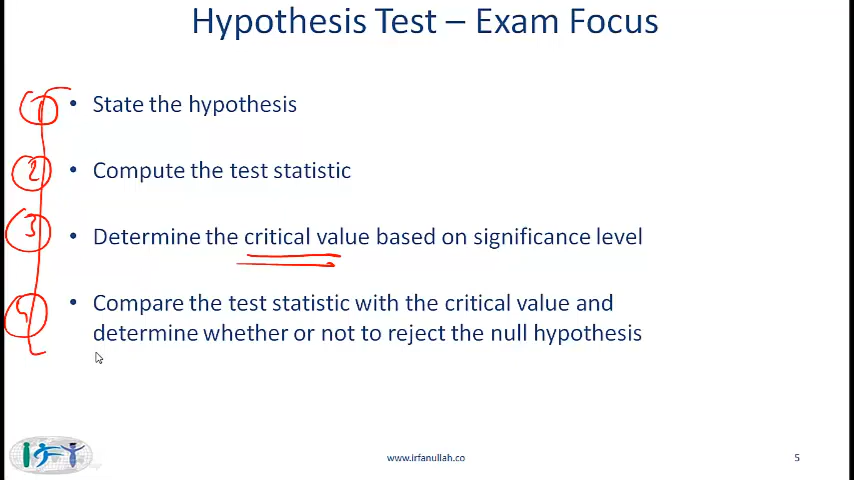 Hypothesis Test – Exam Focus
1 • State the hypothesis
2 • Compute the test statistic
3 • Determine the critical value based on significance level
4 • Compare the test statistic with the critical value and
determine whether or not to reject the null hypothesis
IFT
www.irfanullah.co
5